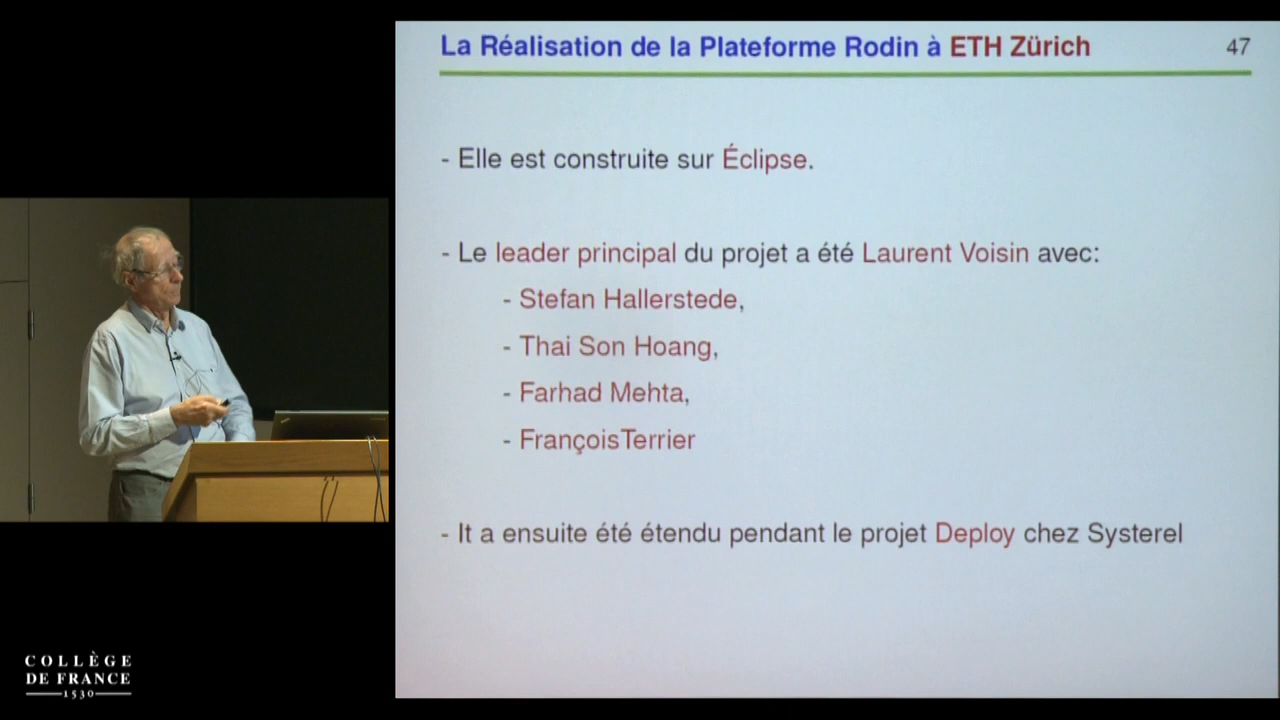 La Réalisation de la Plateforme Rodin à ETH Zürich 47
- Elle est construite sur Éclipse.
- Le leader principal du projet a été Laurent Voisin avec:
- Stefan Hallerstede,
- Thai Son Hoang,
- Farhad Mehta,
- FrançoisTerrier
- It a ensuite été étendu pendant le projet Deploy chez Systerel
COLLÈGE
DE FRANCE
1530